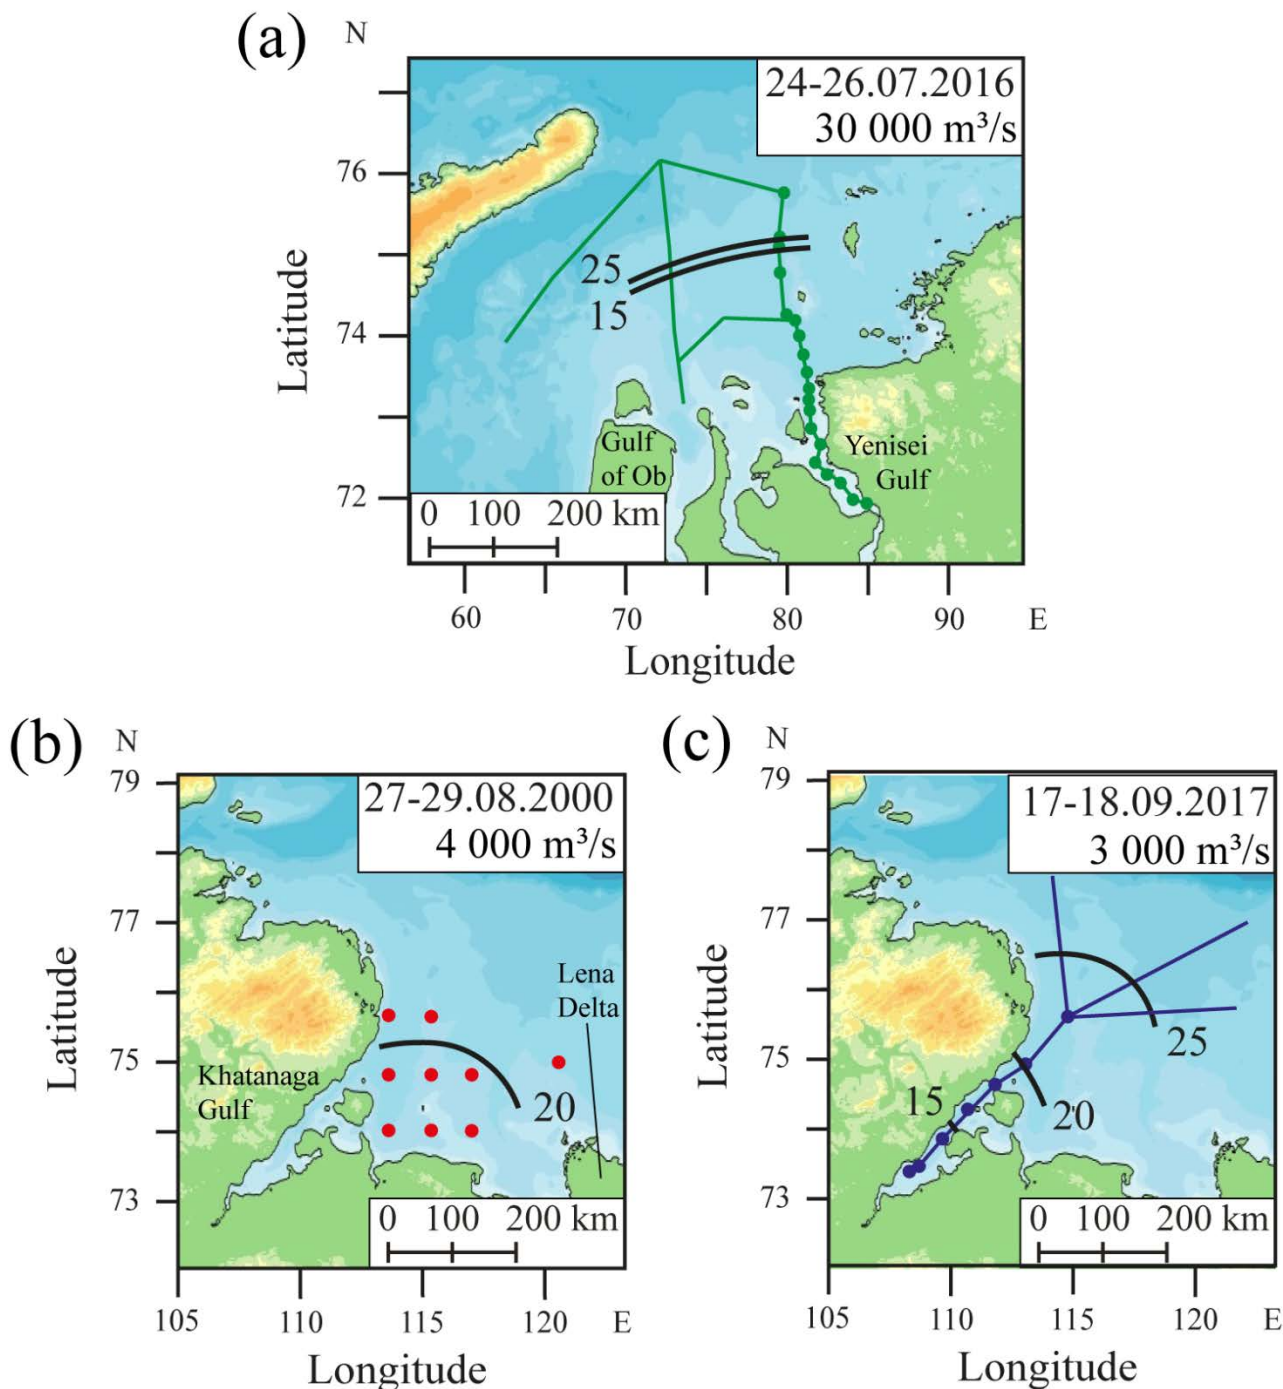 (a)
N
24-26.07.2016
30 000 m³/s
76
25
15
74
Latitude
Gulf
of Ob
Yenisei
Gulf
72
0 100 200 km
60 70 80 90 E
Longitude
(b)
N
79
27-29.08.2000
4 000 m³/s
77
Lena
Delta
Latitude
75
Khatanaga
Gulf
20
73
0 100 200 km
105 110 115 120 E
Longitude
(c)
N
79
17-18.09.2017
3 000 m³/s
77
Latitude
25
75
15
20
73
0 100 200 km
105 110 115 120 E
Longitude